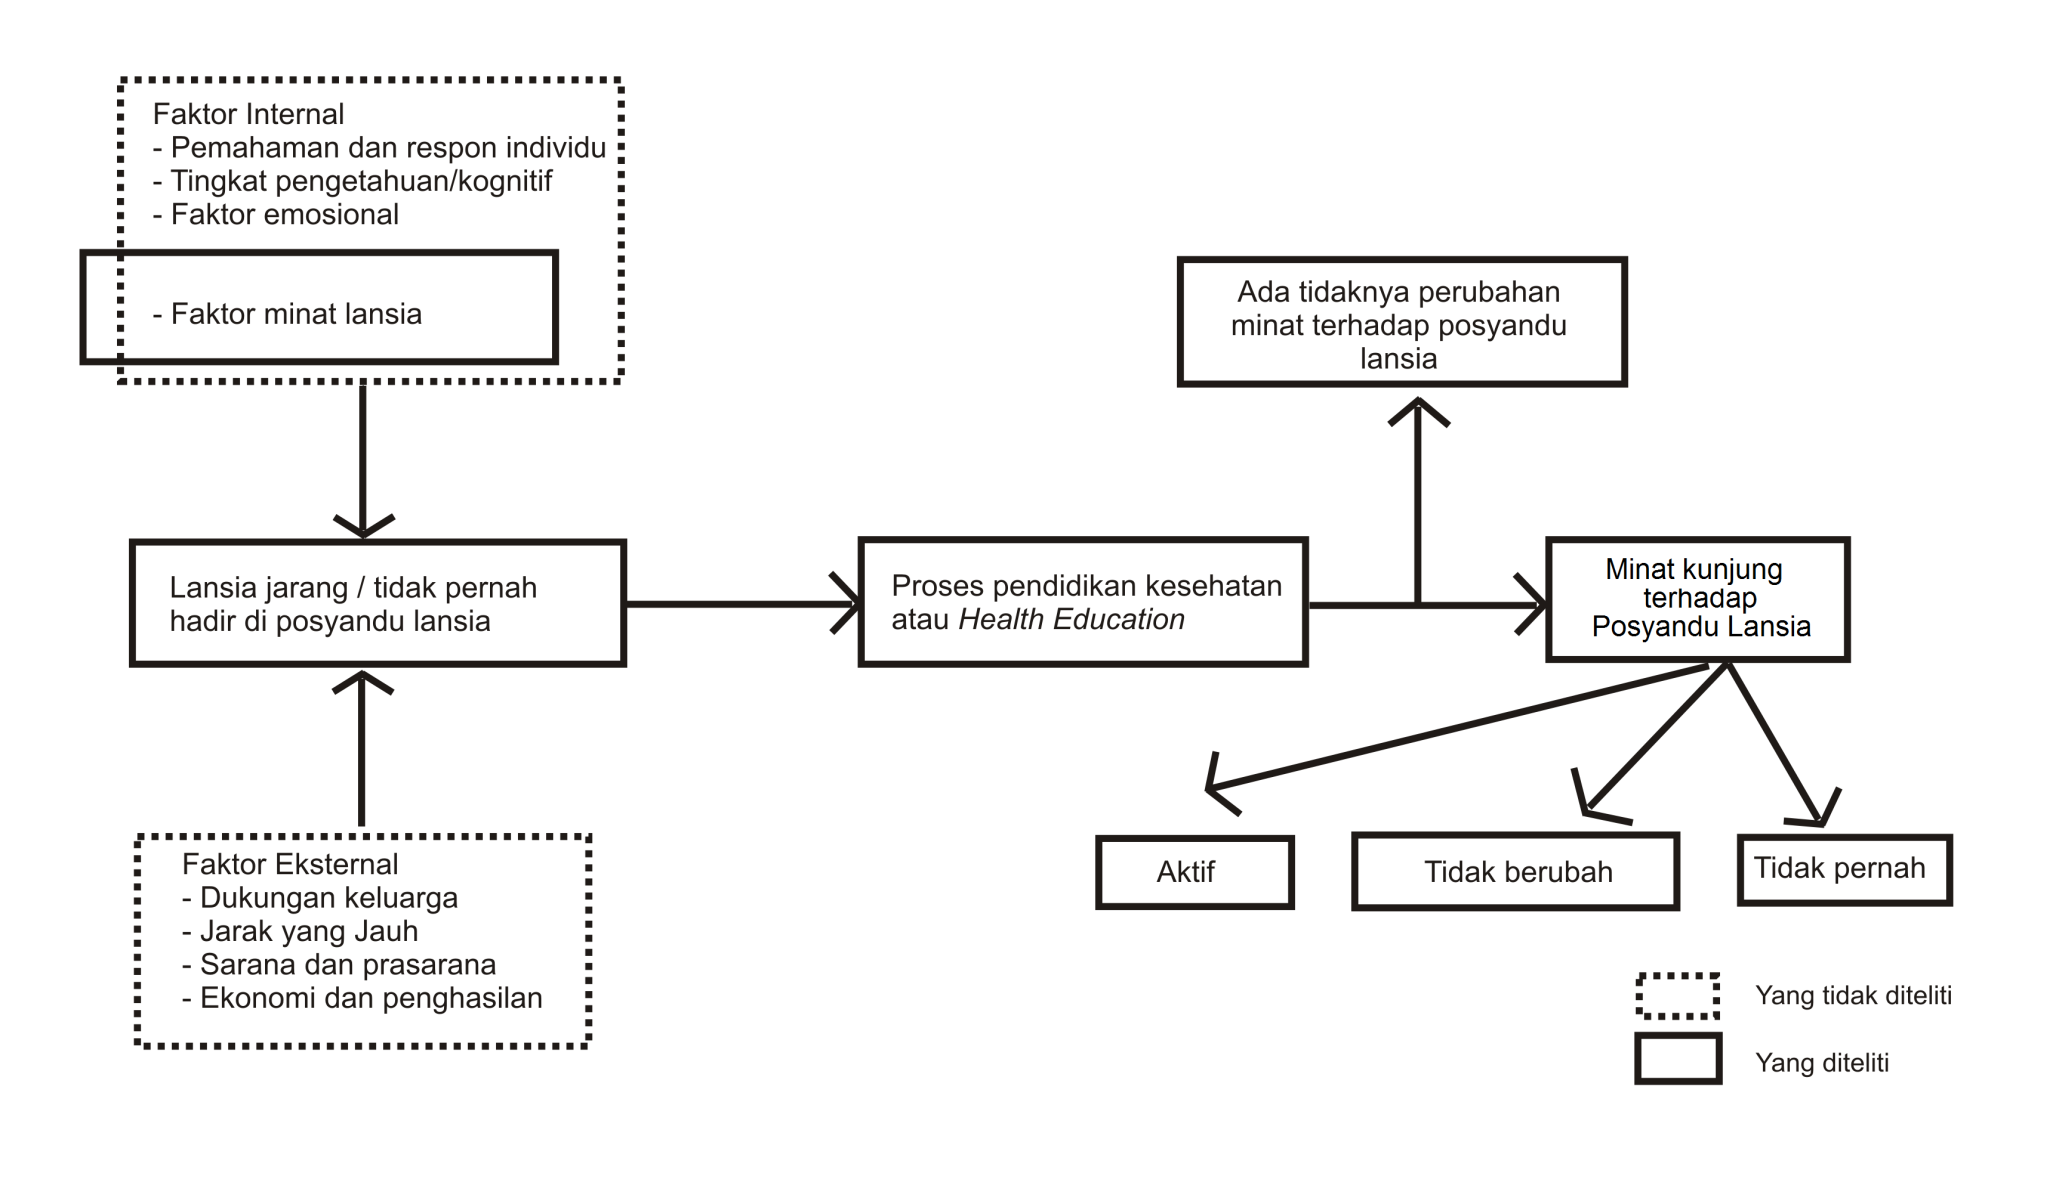 Faktor Internal
- Pemahaman dan respon individu
- Tingkat pengetahuan/kognitif
- Faktor emosional
- Faktor minat lansia
Lansia jarang / tidak pernah
hadir di posyandu lansia
Faktor Eksternal
- Dukungan keluarga
- Jarak yang Jauh
- Sarana dan prasarana
- Ekonomi dan penghasilan
Proses pendidikan kesehatan
atau Health Education
Ada tidaknya perubahan
minat terhadap posyandu
lansia
Minat kunjung
terhadap
Posyandu Lansia
Aktif
Tidak berubah
Tidak pernah
Yang tidak diteliti
Yang diteliti